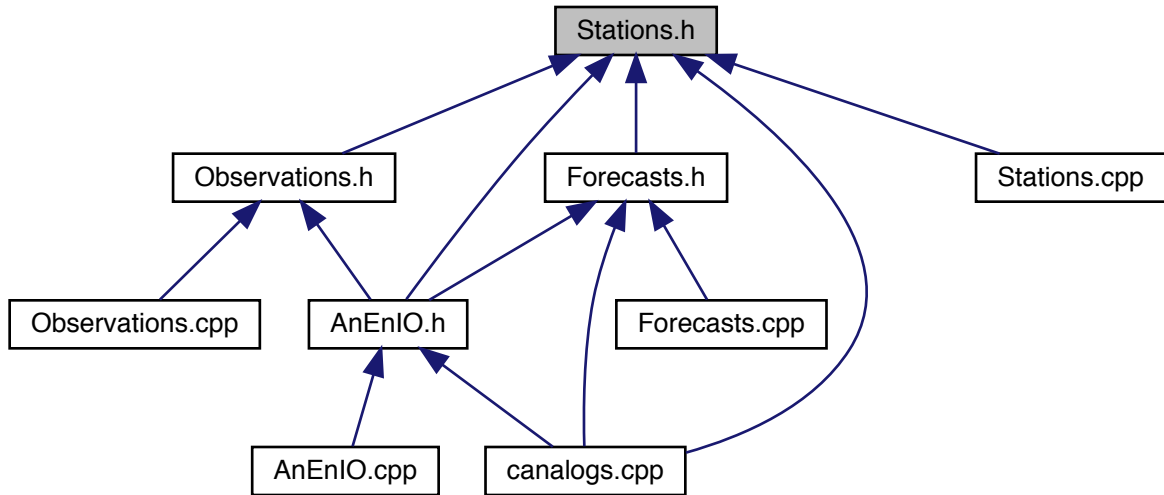 Stations.h
Observations.h
Forecasts.h
Stations.cpp
Observations.cpp
AnEnIO.h
Forecasts.cpp
AnEnIO.cpp
canalogs.cpp